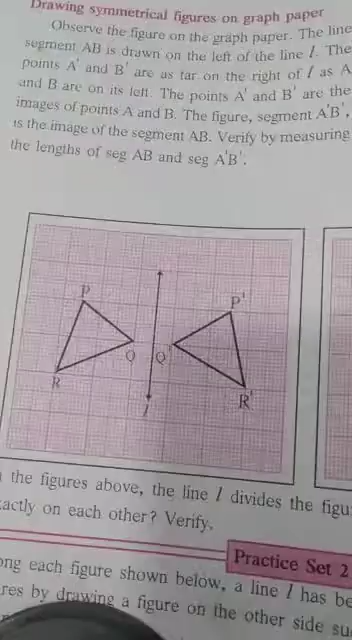 Drawing symmetrical figures on graph paper
Observe the figure on the graph paper. The line
segment AB is drawn on the left of the line l. The
points A' and B' are as far on the right of l as A
and B are on its left. The points A' and B' are the
images of points A and B. The figure, segment A'B',
is the image of the segment AB. Verify by measuring
the lengths of seg AB and seg A'B'.
P P'
Q Q'
R R'
l
the figures above, the line l divides the figu
actly on each other? Verify.
Practice Set 2
ong each figure shown below, a line l has be
res by drawing a figure on the other side su